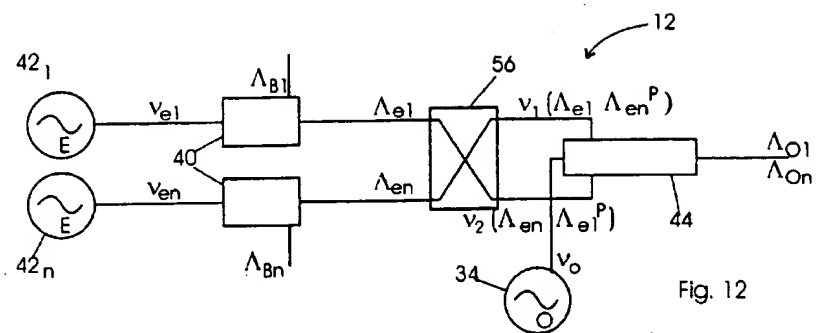 12
42₁
Λ_B1
56
ν_e1
Λ_e1
ν₁(Λ_e1 Λ_en^P)
E
40
Λ_O1
Λ_On
ν_en
Λ_en
44
E
ν₂(Λ_en Λ_e1^P)
42ₙ
Λ_Bn
34
ν_o
O
Fig. 12